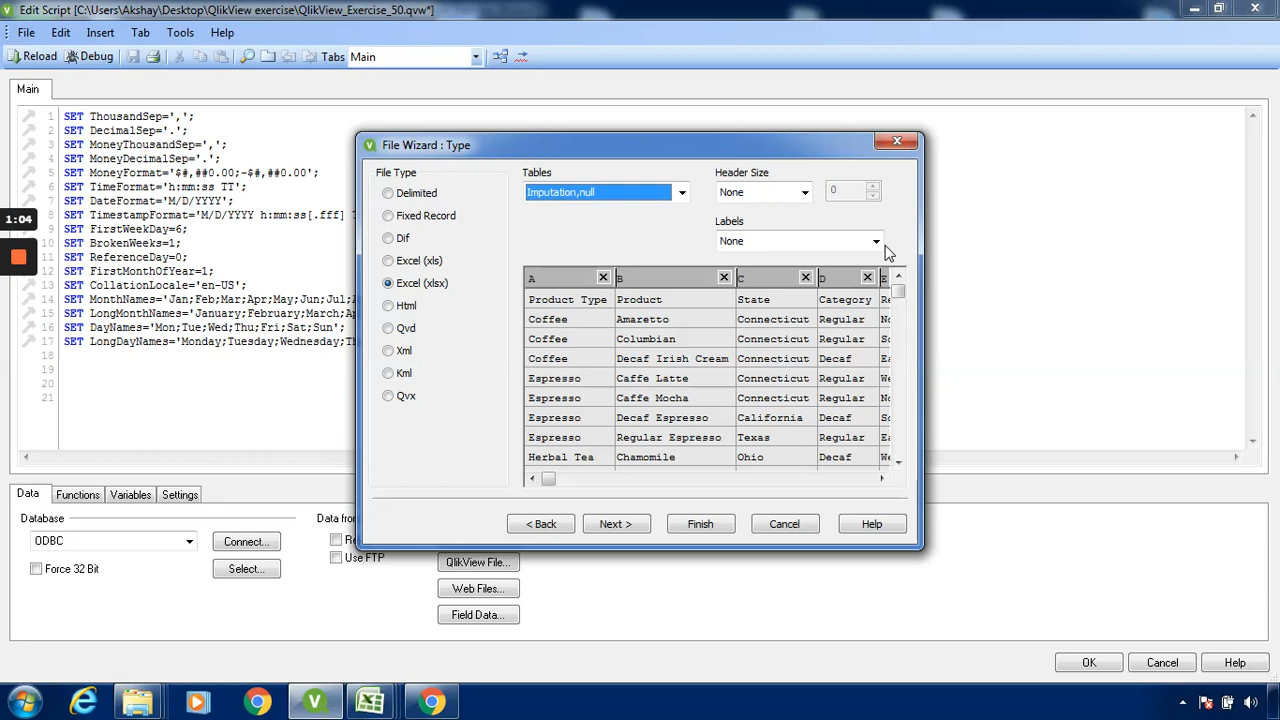 Edit Script [C:\Users\Akshay\Desktop\QlikView exercise\QlikView_Exercise_50.qvw*]
File Edit Insert Tab Tools Help
Reload Debug Tabs Main
Main
1 SET ThousandSep=',';
2 SET DecimalSep='.';
3 SET MoneyThousandSep=',';
4 SET MoneyDecimalSep='.';
5 SET MoneyFormat='$#,##0.00;-$#,##0.00';
6 SET TimeFormat='h:mm:ss TT';
7 SET DateFormat='M/D/YYYY';
8 SET TimestampFormat='M/D/YYYY h:mm:ss[.fff]
9 SET FirstWeekDay=6;
10 SET BrokenWeeks=1;
11 SET ReferenceDay=0;
12 SET FirstMonthOfYear=1;
13 SET CollationLocale='en-US';
14 SET MonthNames='Jan;Feb;Mar;Apr;May;Jun;Jul
15 SET LongMonthNames='January;February;March;
16 SET DayNames='Mon;Tue;Wed;Thu;Fri;Sat;Sun';
17 SET LongDayNames='Monday;Tuesday;Wednesday;
18
19
20
21
1:04
File Wizard : Type
File Type
Delimited
Fixed Record
Dif
Excel (xls)
Excel (xlsx)
Html
Qvd
Xml
Kml
Qvx
Tables Header Size
Imputation,null None 0
Labels
None
A B C D E
Product Type Product State Category
Coffee Amaretto Connecticut Regular
Coffee Columbian Connecticut Regular
Coffee Decaf Irish Cream Connecticut Decaf
Espresso Caffe Latte Connecticut Regular
Espresso Caffe Mocha Connecticut Regular
Espresso Decaf Espresso California Decaf
Espresso Regular Espresso Texas Regular
Herbal Tea Chamomile Ohio Decaf
< Back Next > Finish Cancel Help
Data Functions Variables Settings
Database
ODBC Connect...
Force 32 Bit Select...
Use FTP
QlikView File...
Web Files...
Field Data...
OK Cancel Help